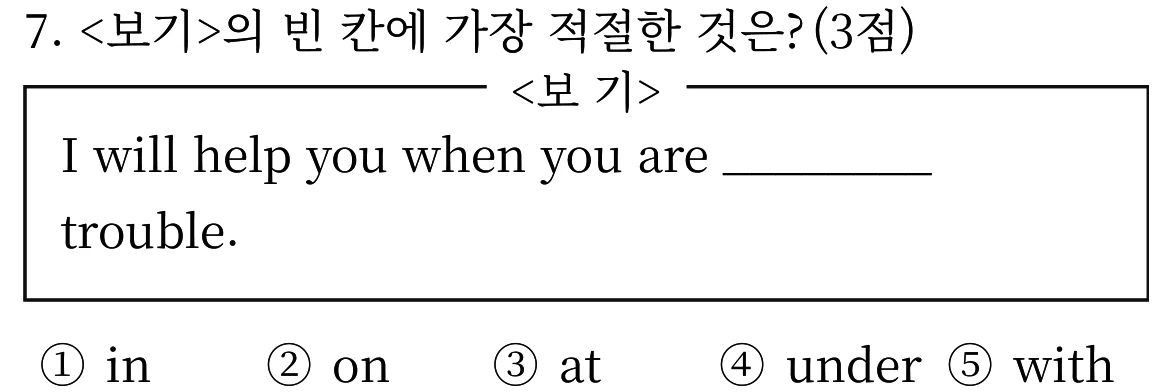 7. <보기>의 빈 칸에 가장 적절한 것은?(3점)
<보 기>
I will help you when you are ________
trouble.
① in ② on ③ at ④ under ⑤ with